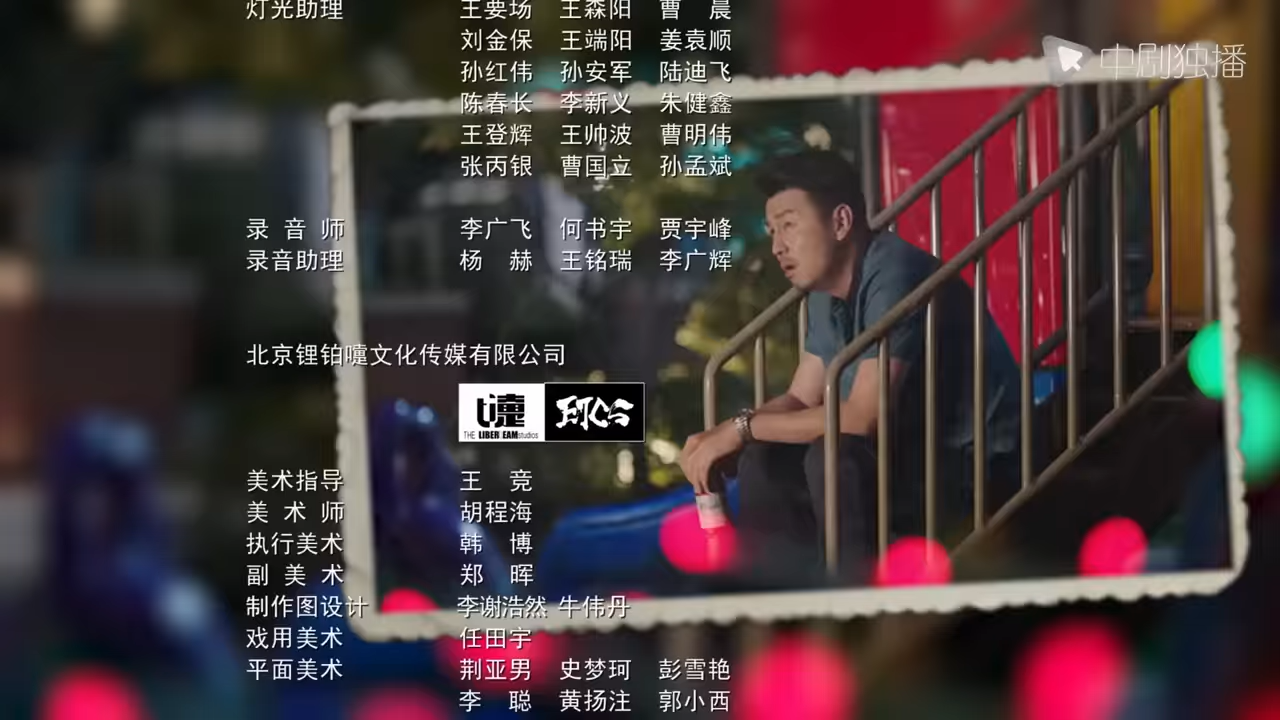 中剧独播
灯光助理 王要场 王森阳 曹 晨
刘金保 王端阳 姜袁顺
孙红伟 孙安军 陆迪飞
陈春长 李新义 朱健鑫
王登辉 王帅波 曹明伟
张丙银 曹国立 孙孟斌
录 音 师 李广飞 何书宇 贾宇峰
录音助理 杨 赫 王铭瑞 李广辉
北京锂铂嚏文化传媒有限公司
THE LIBERTEAM studios
美术指导 王 竞
美 术 师 胡程海
执行美术 韩 博
副 美 术 郑 晖
制作图设计 李谢浩然 牛伟丹
戏用美术 任田宇
平面美术 荆亚男 史梦珂 彭雪艳
李 聪 黄扬注 郭小西